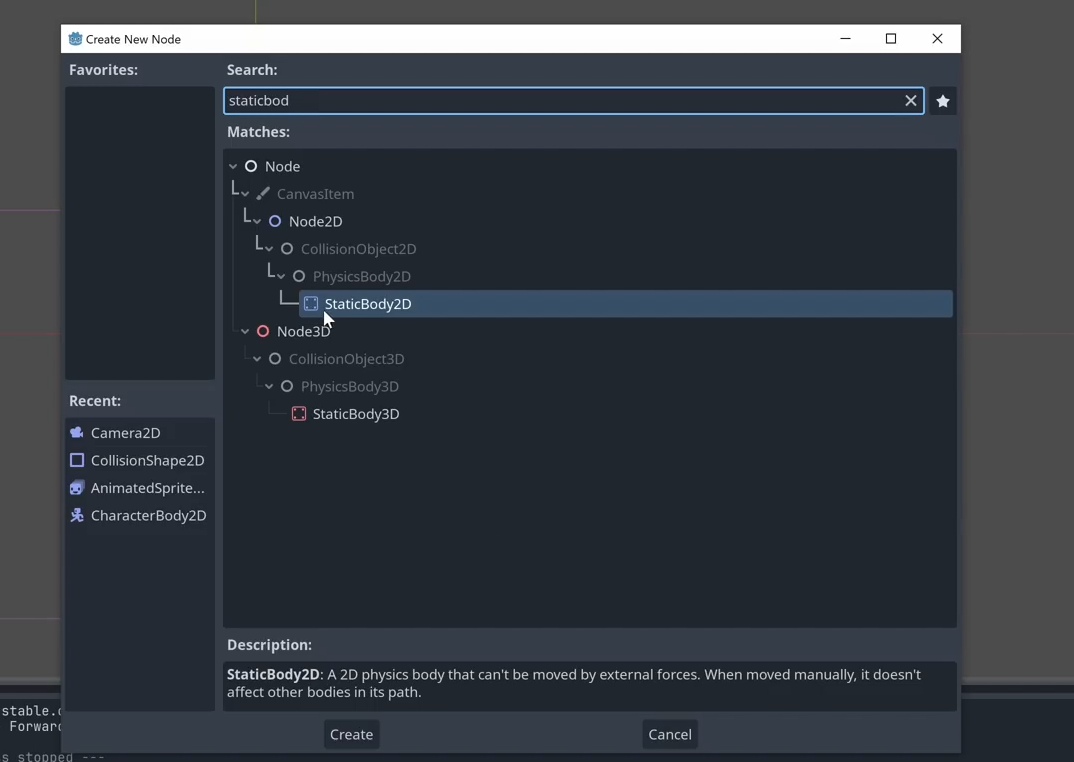 Create New Node
Favorites:
Search:
staticbod
Matches:
Node
CanvasItem
Node2D
CollisionObject2D
PhysicsBody2D
StaticBody2D
Node3D
CollisionObject3D
PhysicsBody3D
StaticBody3D
Recent:
Camera2D
CollisionShape2D
AnimatedSprite...
CharacterBody2D
Description:
StaticBody2D: A 2D physics body that can't be moved by external forces. When moved manually, it doesn't
affect other bodies in its path.
Create
Cancel
stable.
Forwar
s stopped ---